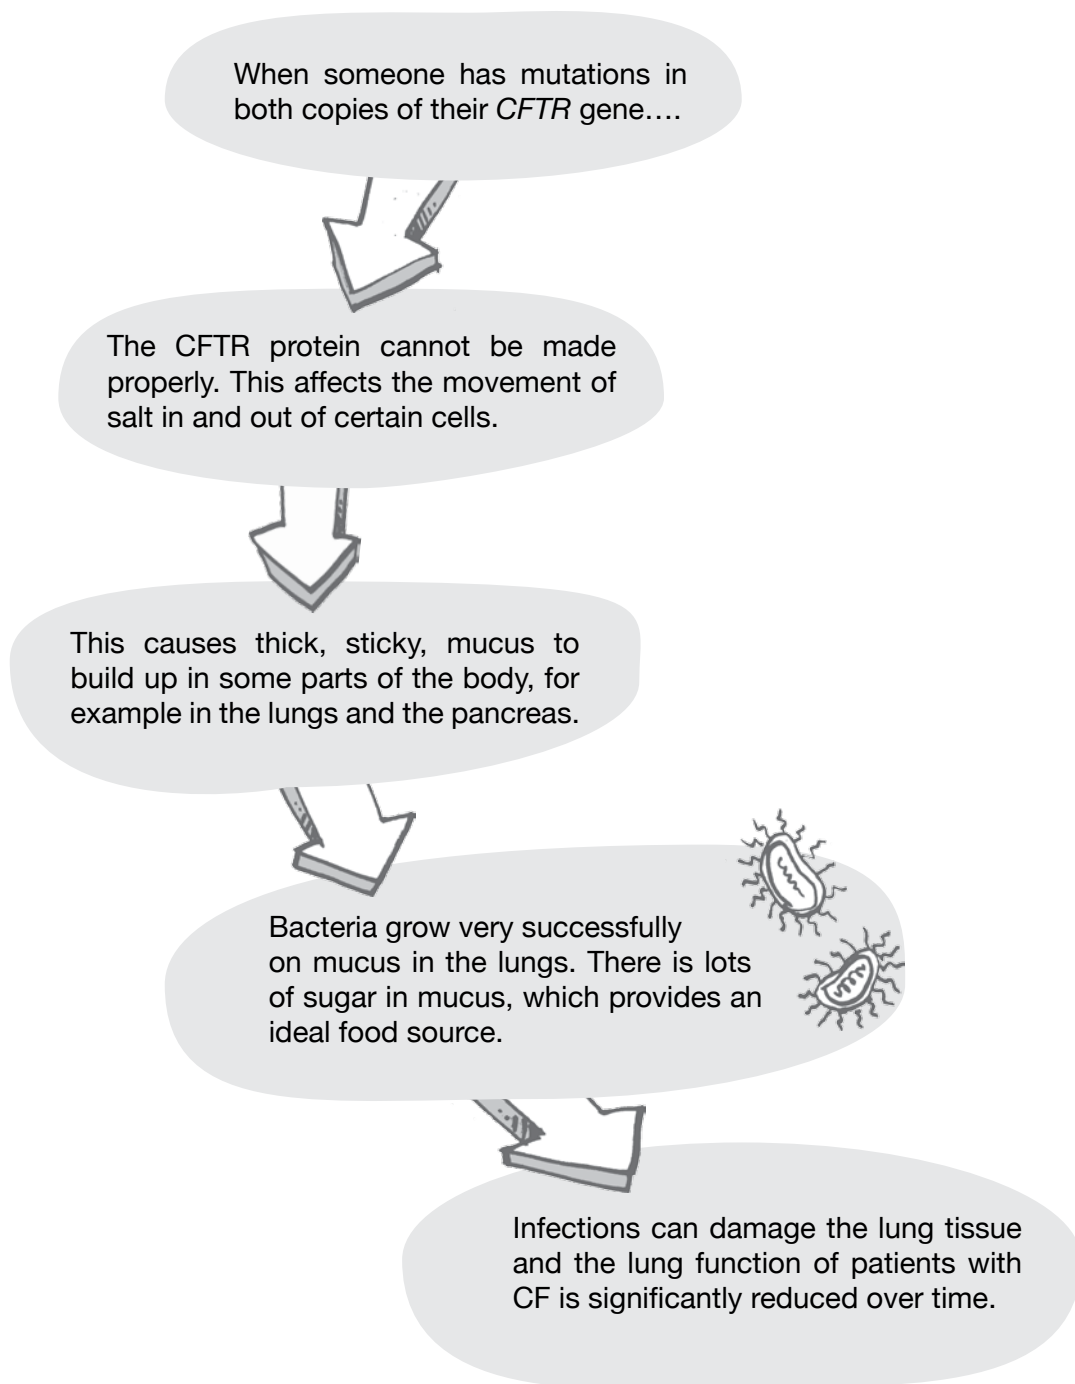 When someone has mutations in
both copies of their CFTR gene….
The CFTR protein cannot be made
properly. This affects the movement of
salt in and out of certain cells.
This causes thick, sticky, mucus to
build up in some parts of the body, for
example in the lungs and the pancreas.
Bacteria grow very successfully
on mucus in the lungs. There is lots
of sugar in mucus, which provides an
ideal food source.
Infections can damage the lung tissue
and the lung function of patients with
CF is significantly reduced over time.